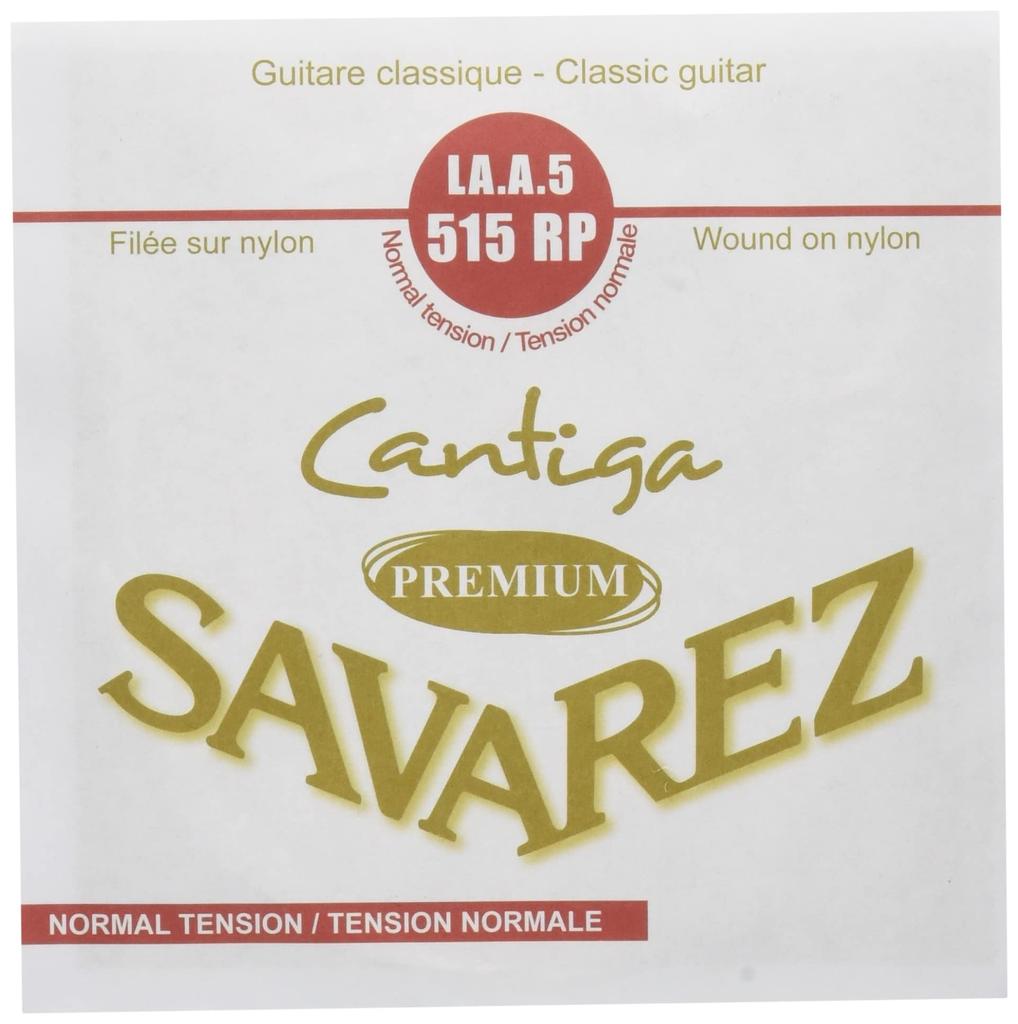 Guitare classique - Classic guitar
LA.A.5
515 RP
Filée sur nylon
Wound on nylon
Normal tension / Tension normale
Cantiga
PREMIUM
SAVAREZ
NORMAL TENSION / TENSION NORMALE